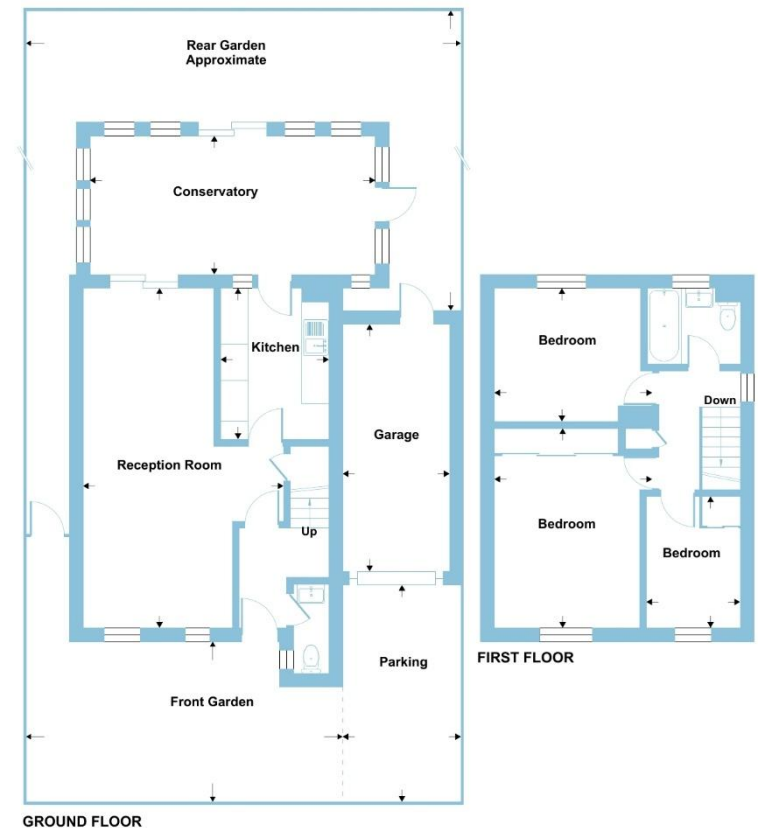 Rear Garden
Approximate
Conservatory
Kitchen
Garage
Reception Room
Up
Parking
Front Garden
GROUND FLOOR
Bedroom
Down
Bedroom
Bedroom
FIRST FLOOR